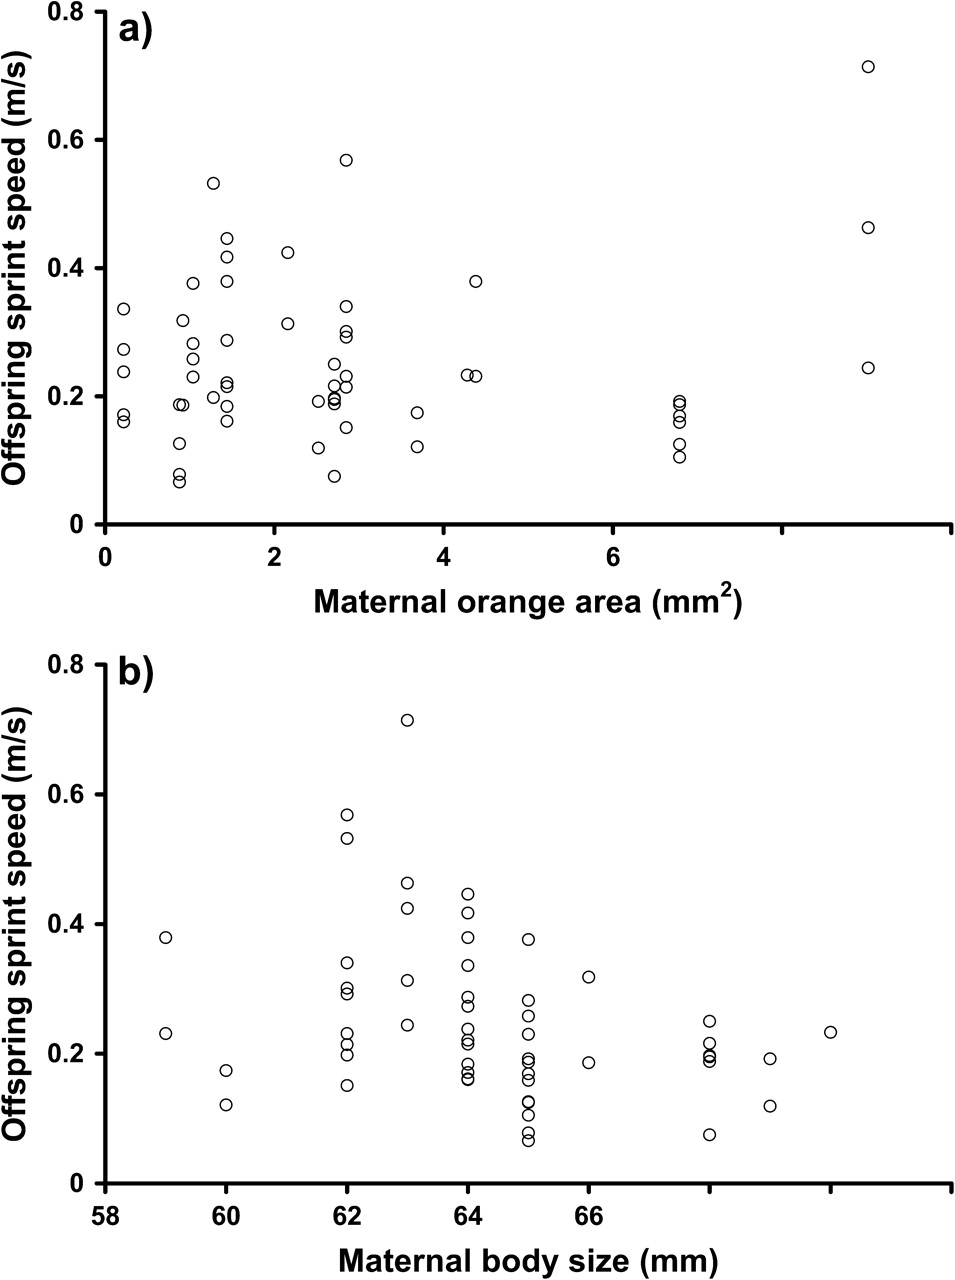 a)
Offspring sprint speed (m/s)
0.8
0.6
0.4
0.2
0
0 2 4 6
Maternal orange area (mm²)
b)
Offspring sprint speed (m/s)
0.8
0.6
0.4
0.2
0
58 60 62 64 66
Maternal body size (mm)